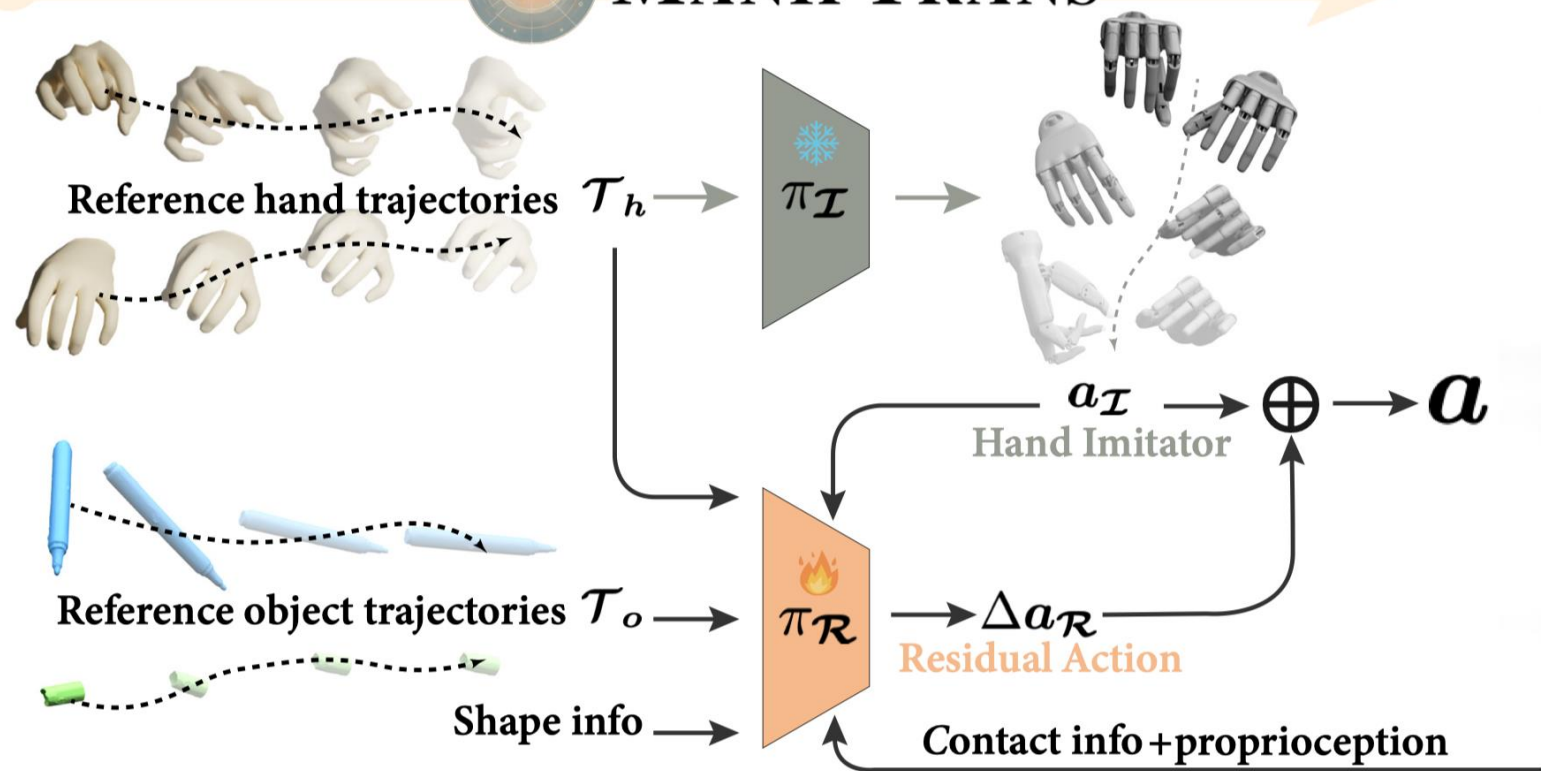 MANIPTRANS
Reference hand trajectories 𝒯h
π𝓘
a𝓘
a
Hand Imitator
Reference object trajectories 𝒯o
π𝓡
Δa𝓡
Residual Action
Shape info
Contact info+proprioception